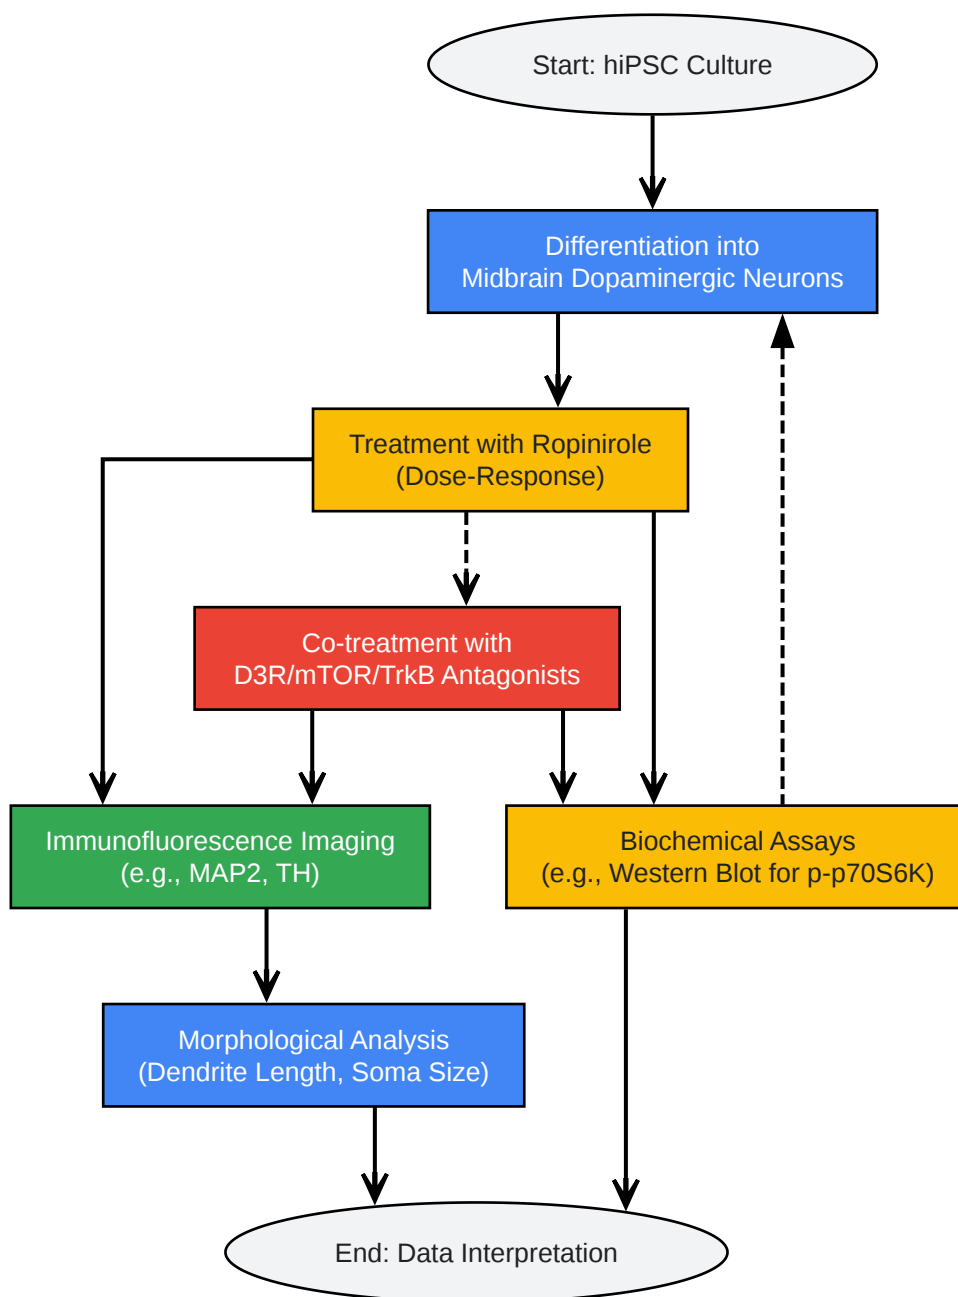 Start: hiPSC Culture
Differentiation into
Midbrain Dopaminergic Neurons
Treatment with Ropinirole
(Dose-Response)
Co-treatment with
D3R/mTOR/TrkB Antagonists
Immunofluorescence Imaging
(e.g., MAP2, TH)
Biochemical Assays
(e.g., Western Blot for p-p70S6K)
Morphological Analysis
(Dendrite Length, Soma Size)
End: Data Interpretation